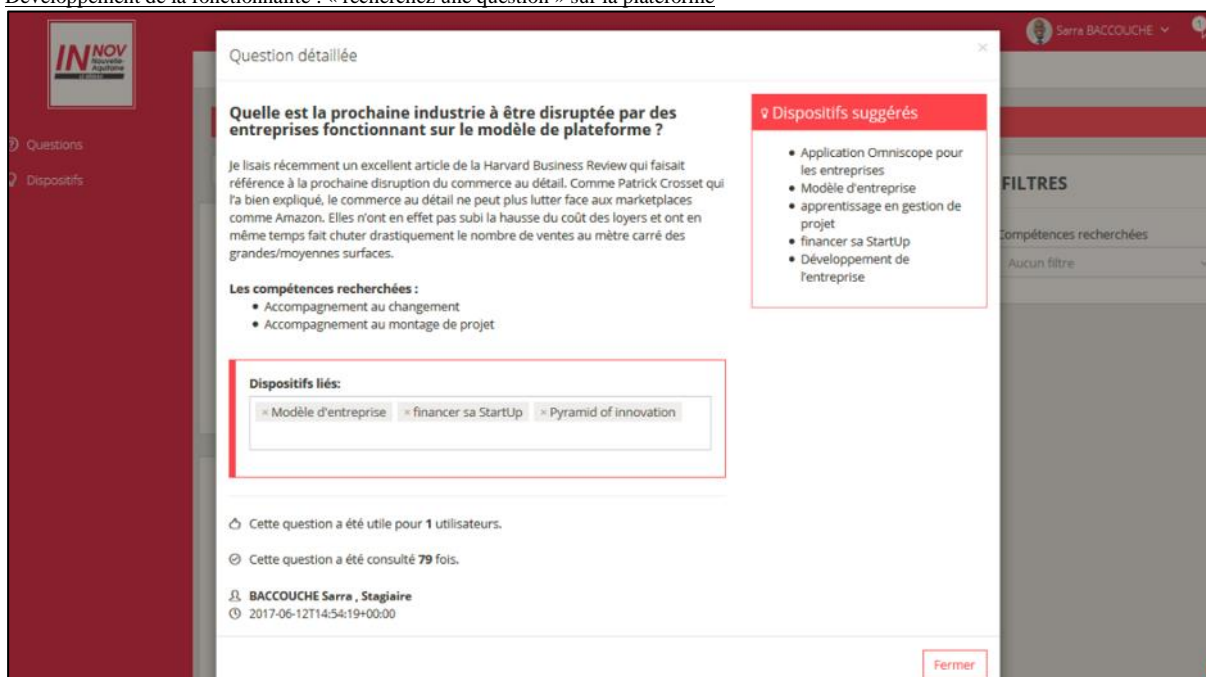 Développement de la fonctionnalité : « recherchez une question » sur la plateforme
INNOV
Nouvelle-
Aquitaine
LE RÉSEAU
Sarra BACCOUCHE
1
Questions
Dispositifs
Question détaillée
×
Quelle est la prochaine industrie à être disruptée par des
entreprises fonctionnant sur le modèle de plateforme ?
Je lisais récemment un excellent article de la Harvard Business Review qui faisait
référence à la prochaine disruption du commerce au détail. Comme Patrick Crosset qui
l'a bien expliqué, le commerce au détail ne peut plus lutter face aux marketplaces
comme Amazon. Elles n'ont en effet pas subi la hausse du coût des loyers et ont en
même temps fait chuter drastiquement le nombre de ventes au mètre carré des
grandes/moyennes surfaces.
Les compétences recherchées :
• Accompagnement au changement
• Accompagnement au montage de projet
Dispositifs liés:
× Modèle d'entreprise × financer sa StartUp × Pyramid of innovation
Cette question a été utile pour 1 utilisateurs.
Cette question a été consulté 79 fois.
BACCOUCHE Sarra , Stagiaire
2017-06-12T14:54:19+00:00
Dispositifs suggérés
• Application Omniscope pour
les entreprises
• Modèle d'entreprise
• apprentissage en gestion de
projet
• financer sa StartUp
• Développement de
l'entreprise
FILTRES
Compétences recherchées
Aucun filtre
Fermer